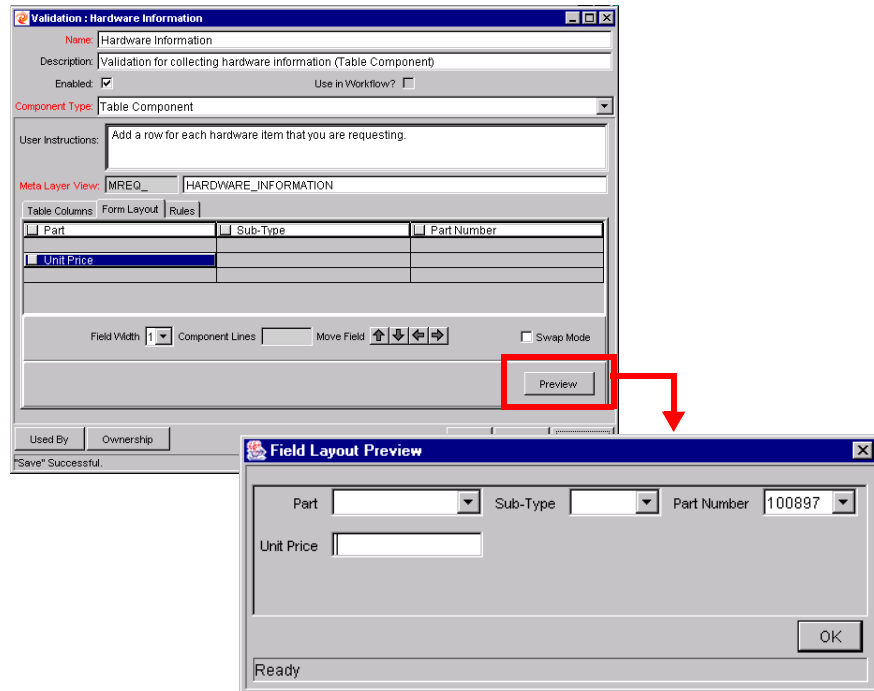 Validation : Hardware Information
Name: Hardware Information
Description: Validation for collecting hardware information (Table Component)
Enabled: Use in Workflow?
Component Type: Table Component
User Instructions: Add a row for each hardware item that you are requesting.
Meta Layer View: MREQ_ HARDWARE_INFORMATION
Table Columns Form Layout Rules
Part Sub-Type Part Number
Unit Price
Field Width 1 Component Lines Move Field Swap Mode
Preview
Used By Ownership
"Save" Successful.
Field Layout Preview
Part Sub-Type Part Number 100897
Unit Price
OK
Ready